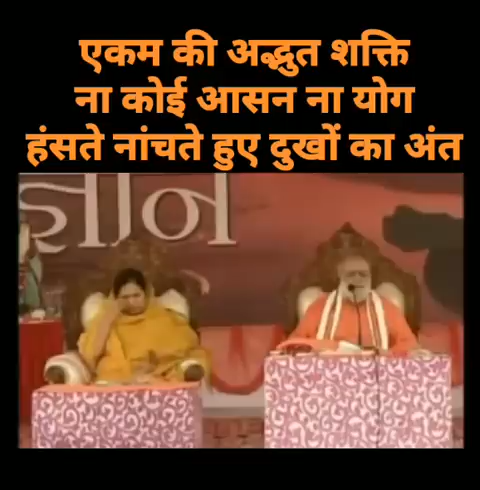 एकम की अद्भुत शक्ति
ना कोई आसन ना योग
हंसते नांचते हुए दुखों का अंत
ज्ञान